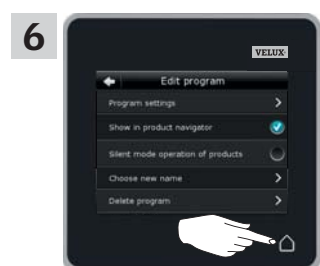 6
VELUX
Edit program
Program settings
Show in product navigator
Silent mode operation of products
Choose new name
Delete program